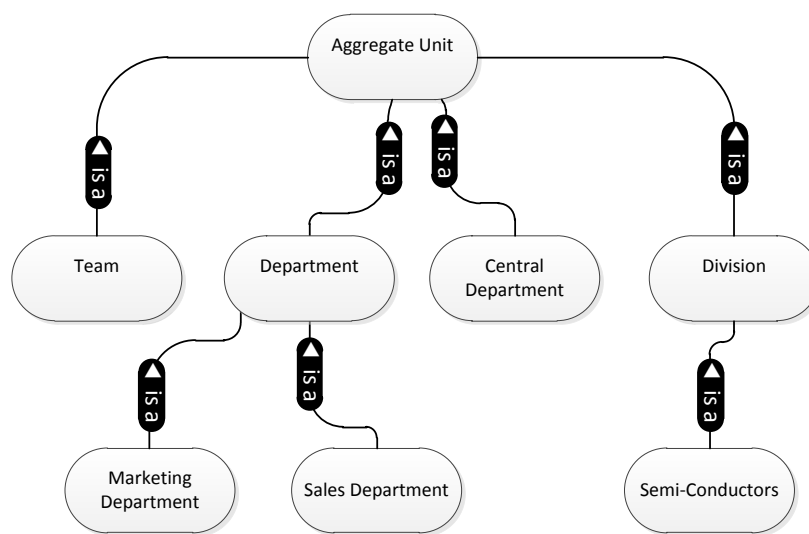 Aggregate Unit
is a
is a
is a
is a
Team
Department
Central
Department
Division
is a
is a
is a
Marketing
Department
Sales Department
Semi-Conductors